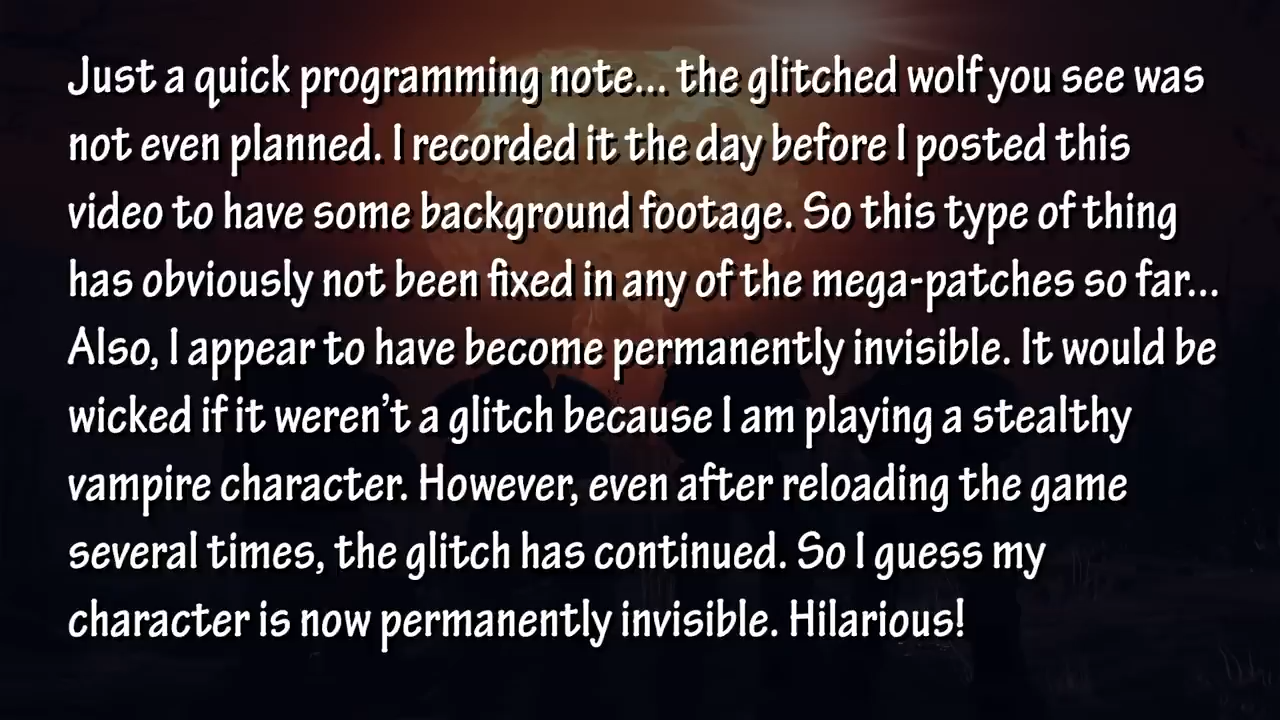 Just a quick programming note... the glitched wolf you see was
not even planned. I recorded it the day before I posted this
video to have some background footage. So this type of thing
has obviously not been fixed in any of the mega-patches so far...
Also, I appear to have become permanently invisible. It would be
wicked if it weren’t a glitch because I am playing a stealthy
vampire character. However, even after reloading the game
several times, the glitch has continued. So I guess my
character is now permanently invisible. Hilarious!